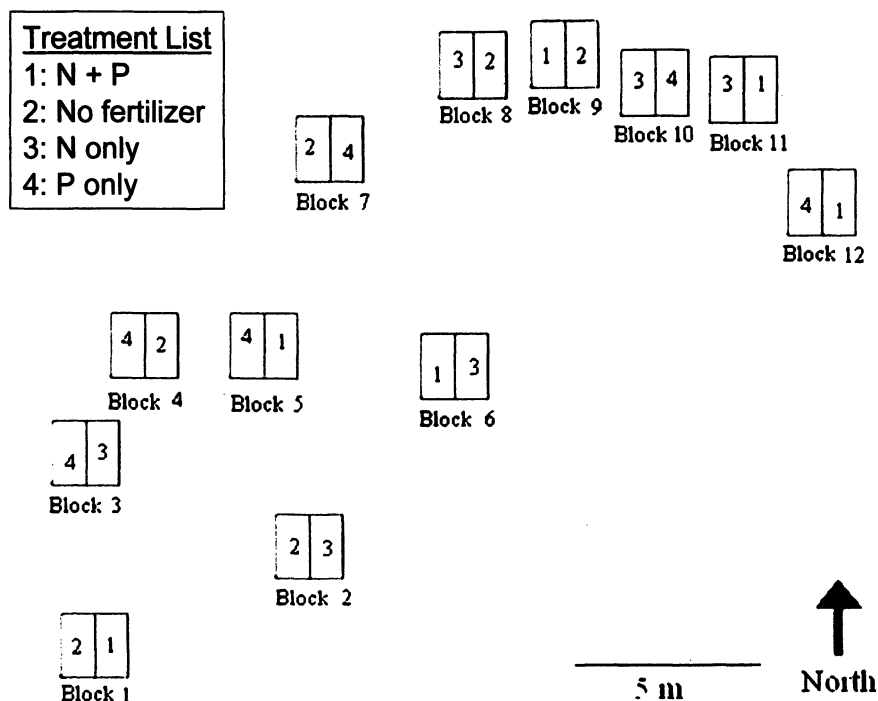 Treatment List
1: N + P
2: No fertilizer
3: N only
4: P only
3 2
Block 8
1 2
Block 9
3 4
Block 10
3 1
Block 11
2 4
Block 7
4 1
Block 12
4 2
Block 4
4 1
Block 5
1 3
Block 6
4 3
Block 3
2 3
Block 2
2 1
Block 1
5 m
North